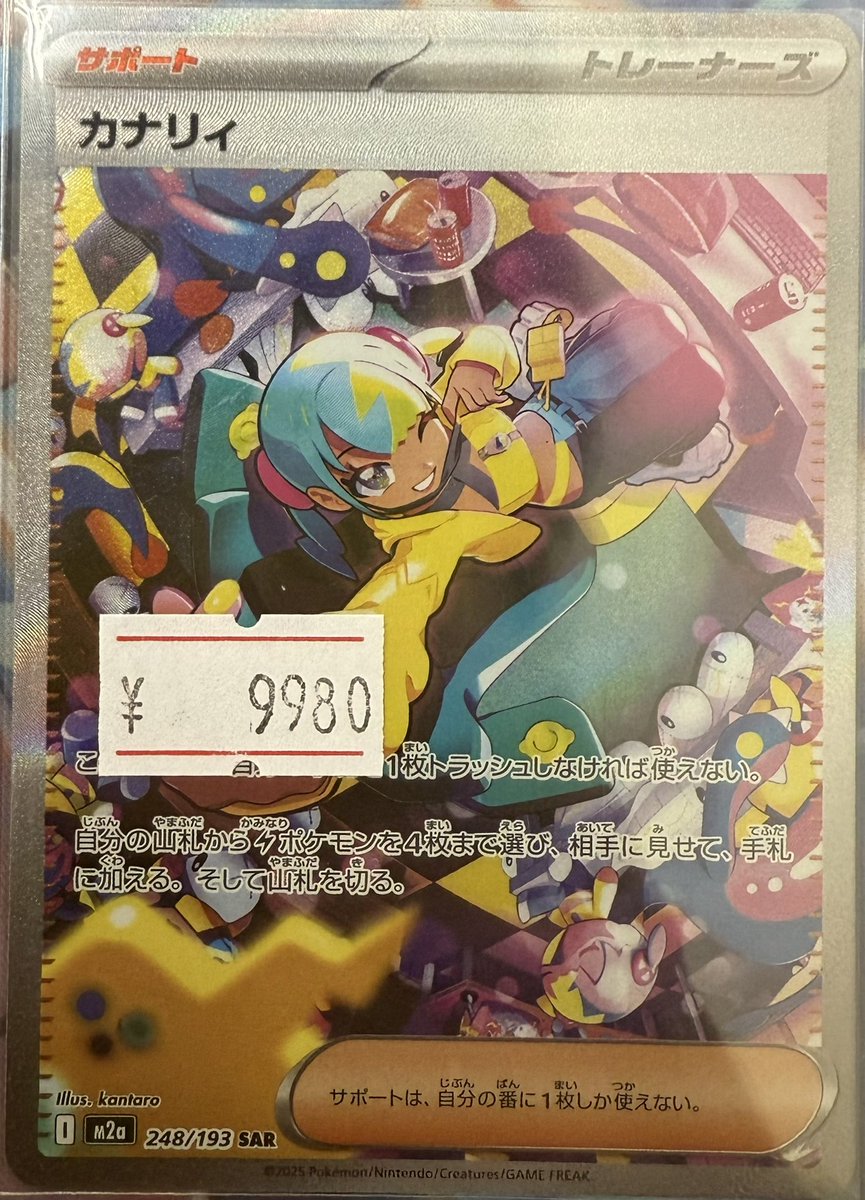 サポート
トレーナーズ
カナリィ
¥ 9980
こ 1枚トラッシュしなければ使えない。
自分の山札からポケモンを4枚まで選び、相手に見せて、手札
に加える。そして山札を切る。
サポートは、自分の番に1枚しか使えない。
Illus. kantaro
I m2a 248/193 SAR
©2025 Pokémon/Nintendo/Creatures/GAME FREAK